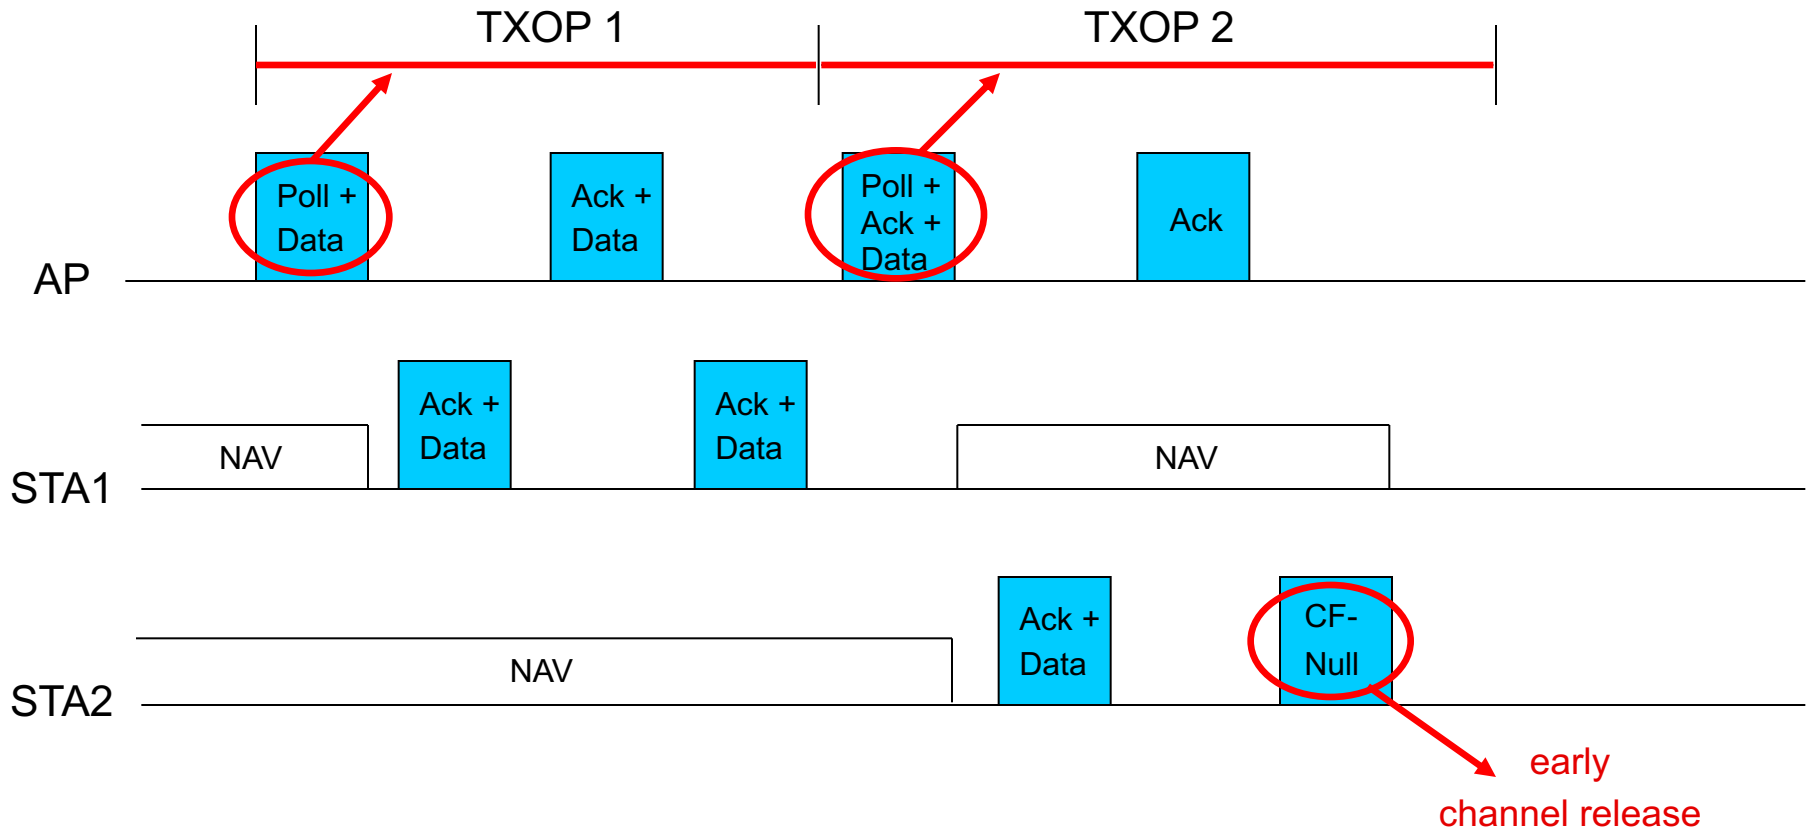 TXOP 1
TXOP 2
Poll +
Data
Ack +
Data
Poll +
Ack +
Data
Ack
AP
Ack +
Data
Ack +
Data
NAV
NAV
STA1
Ack +
Data
CF-
Null
NAV
STA2
early
channel release